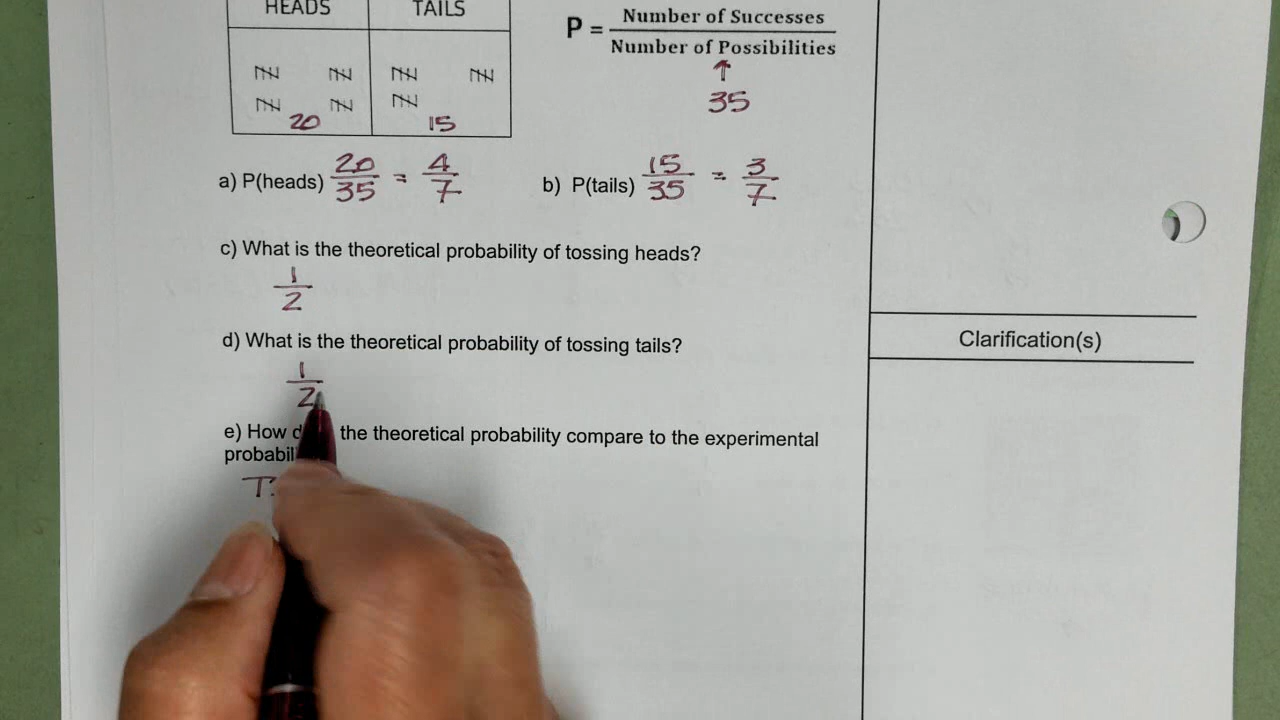 HEADS TAILS
20 15
P = Number of Successes
Number of Possibilities
35
a) P(heads) 20/35 = 4/7 b) P(tails) 15/35 = 3/7
c) What is the theoretical probability of tossing heads?
1/2
d) What is the theoretical probability of tossing tails?
1/2
e) How the theoretical probability compare to the experimental
Clarification(s)